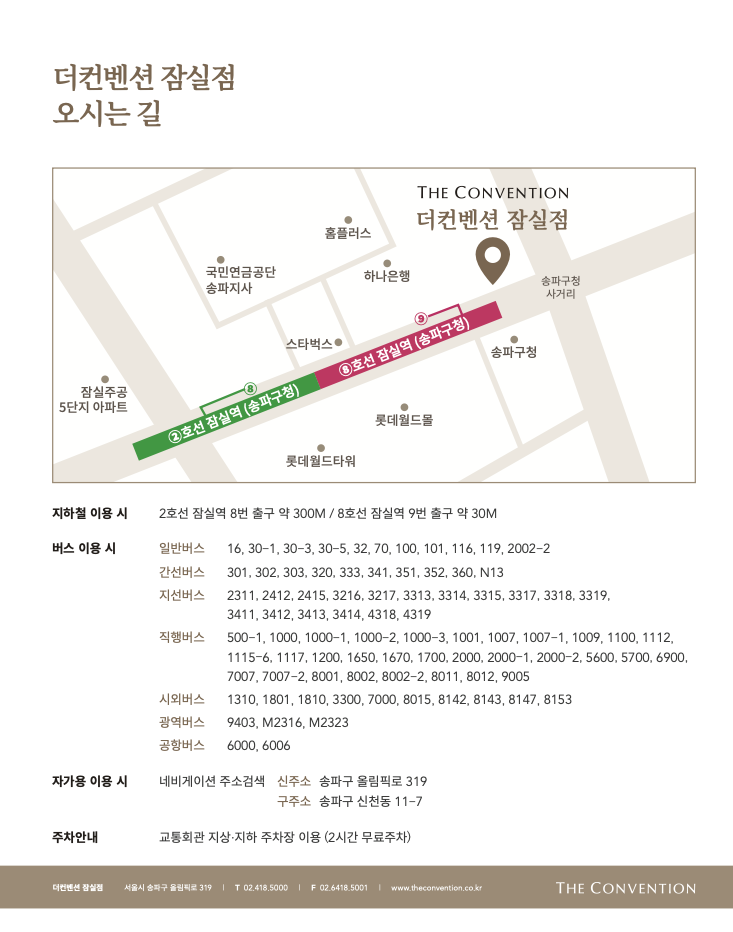 더컨벤션 잠실점
오시는 길
THE CONVENTION
더컨벤션 잠실점
홈플러스
국민연금공단
송파지사
하나은행
송파구청
사거리
⑨
스타벅스
⑧호선 잠실역 (송파구청)
송파구청
잠실주공
5단지 아파트
⑧
②호선 잠실역 (송파구청)
롯데월드몰
롯데월드타워
지하철 이용 시 2호선 잠실역 8번 출구 약 300M / 8호선 잠실역 9번 출구 약 30M
버스 이용 시 일반버스 16, 30-1, 30-3, 30-5, 32, 70, 100, 101, 116, 119, 2002-2
간선버스 301, 302, 303, 320, 333, 341, 351, 352, 360, N13
지선버스 2311, 2412, 2415, 3216, 3217, 3313, 3314, 3315, 3317, 3318, 3319,
3411, 3412, 3413, 3414, 4318, 4319
직행버스 500-1, 1000, 1000-1, 1000-2, 1000-3, 1001, 1007, 1007-1, 1009, 1100, 1112,
1115-6, 1117, 1200, 1650, 1670, 1700, 2000, 2000-1, 2000-2, 5600, 5700, 6900,
7007, 7007-2, 8001, 8002, 8002-2, 8011, 8012, 9005
시외버스 1310, 1801, 1810, 3300, 7000, 8015, 8142, 8143, 8147, 8153
광역버스 9403, M2316, M2323
공항버스 6000, 6006
자가용 이용 시 네비게이션 주소검색 신주소 송파구 올림픽로 319
구주소 송파구 신천동 11-7
주차안내 교통회관 지상·지하 주차장 이용 (2시간 무료주차)
더컨벤션 잠실점 서울시 송파구 올림픽로 319 | T 02.418.5000 | F 02.6418.5001 | www.theconvention.co.kr THE CONVENTION